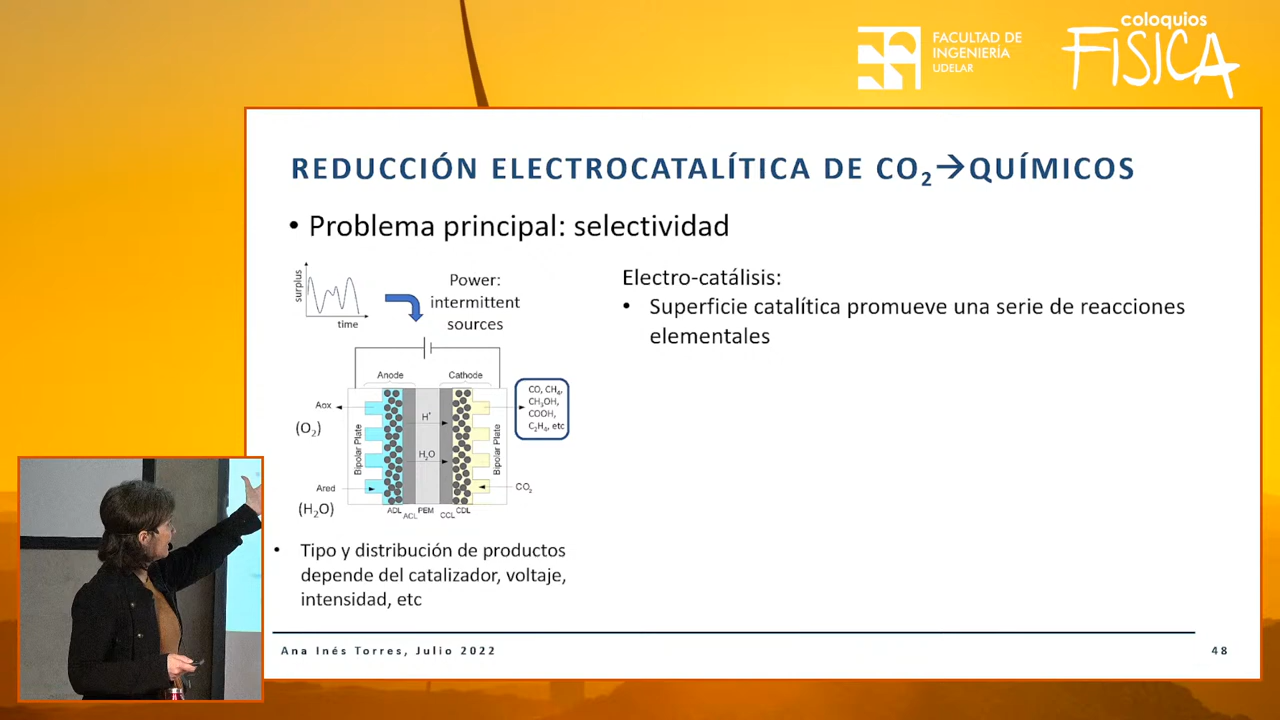 coloquios
FÍSICA
FACULTAD DE
INGENIERÍA
UDELAR
REDUCCIÓN ELECTROCATALÍTICA DE CO₂→QUÍMICOS
• Problema principal: selectividad
surplus
time
Power:
intermittent
sources
Anode
Cathode
Aox
(O₂)
Ared
(H₂O)
Bipolar Plate
H⁺
H₂O
Bipolar Plate
CO, CH₄,
CH₃OH,
COOH,
C₂H₄, etc
CO₂
ADL
ACL
PEM
CCL
CDL
• Tipo y distribución de productos
depende del catalizador, voltaje,
intensidad, etc
Electro-catálisis:
• Superficie catalítica promueve una serie de reacciones
elementales
Ana Inés Torres, Julio 2022
48